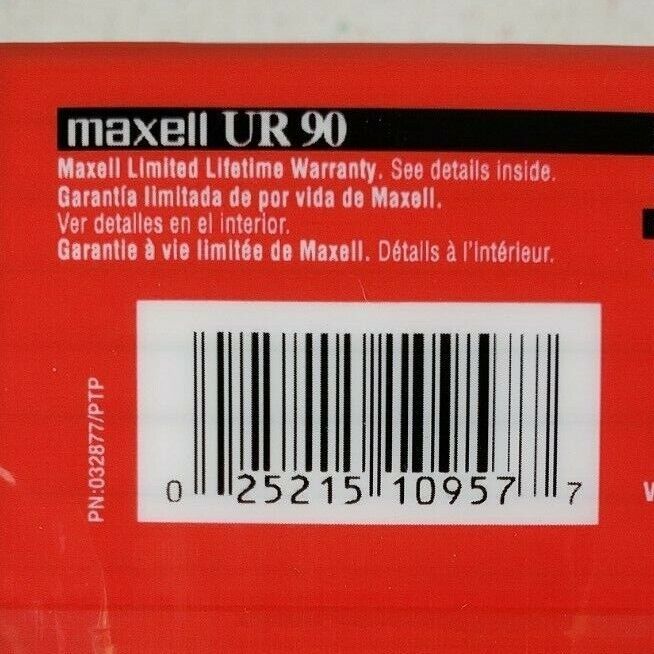 maxell UR 90
Maxell Limited Lifetime Warranty. See details inside.
Garantía limitada de por vida de Maxell.
Ver detalles en el interior.
Garantie à vie limitée de Maxell. Détails à l'intérieur.
PN:032877/PTP
0 25215 10957 7